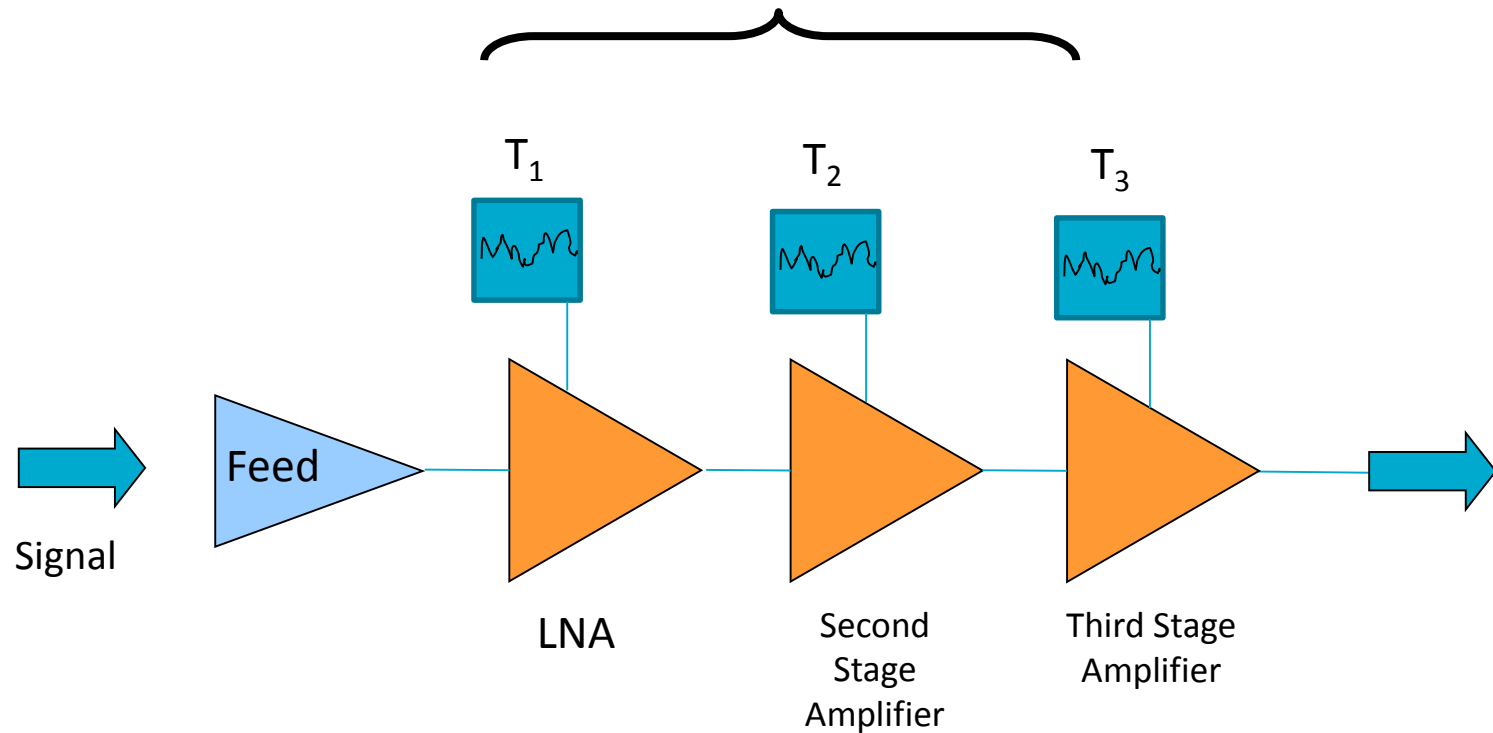 T₁
T₂
T₃
Feed
Signal
LNA
Second
Stage
Amplifier
Third Stage
Amplifier